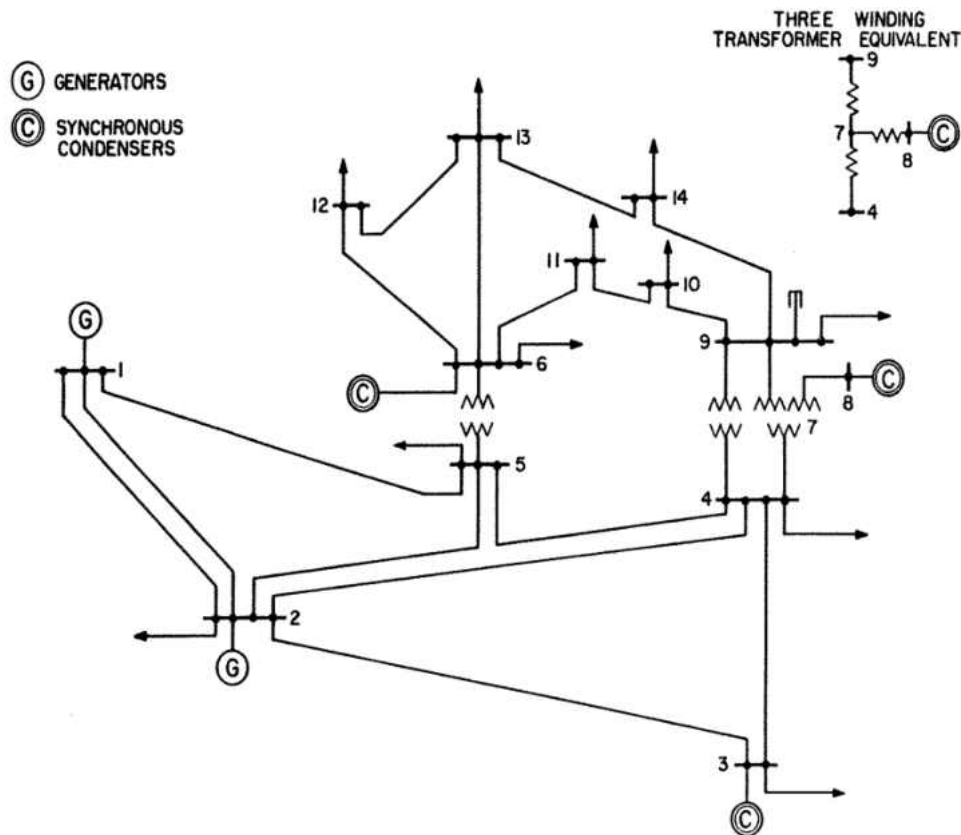 THREE WINDING
TRANSFORMER EQUIVALENT
9
7
C
8
4
G GENERATORS
C SYNCHRONOUS
CONDENSERS
13
12
14
11
10
G
1
9
6
C
C
8
7
5
4
2
G
3
C